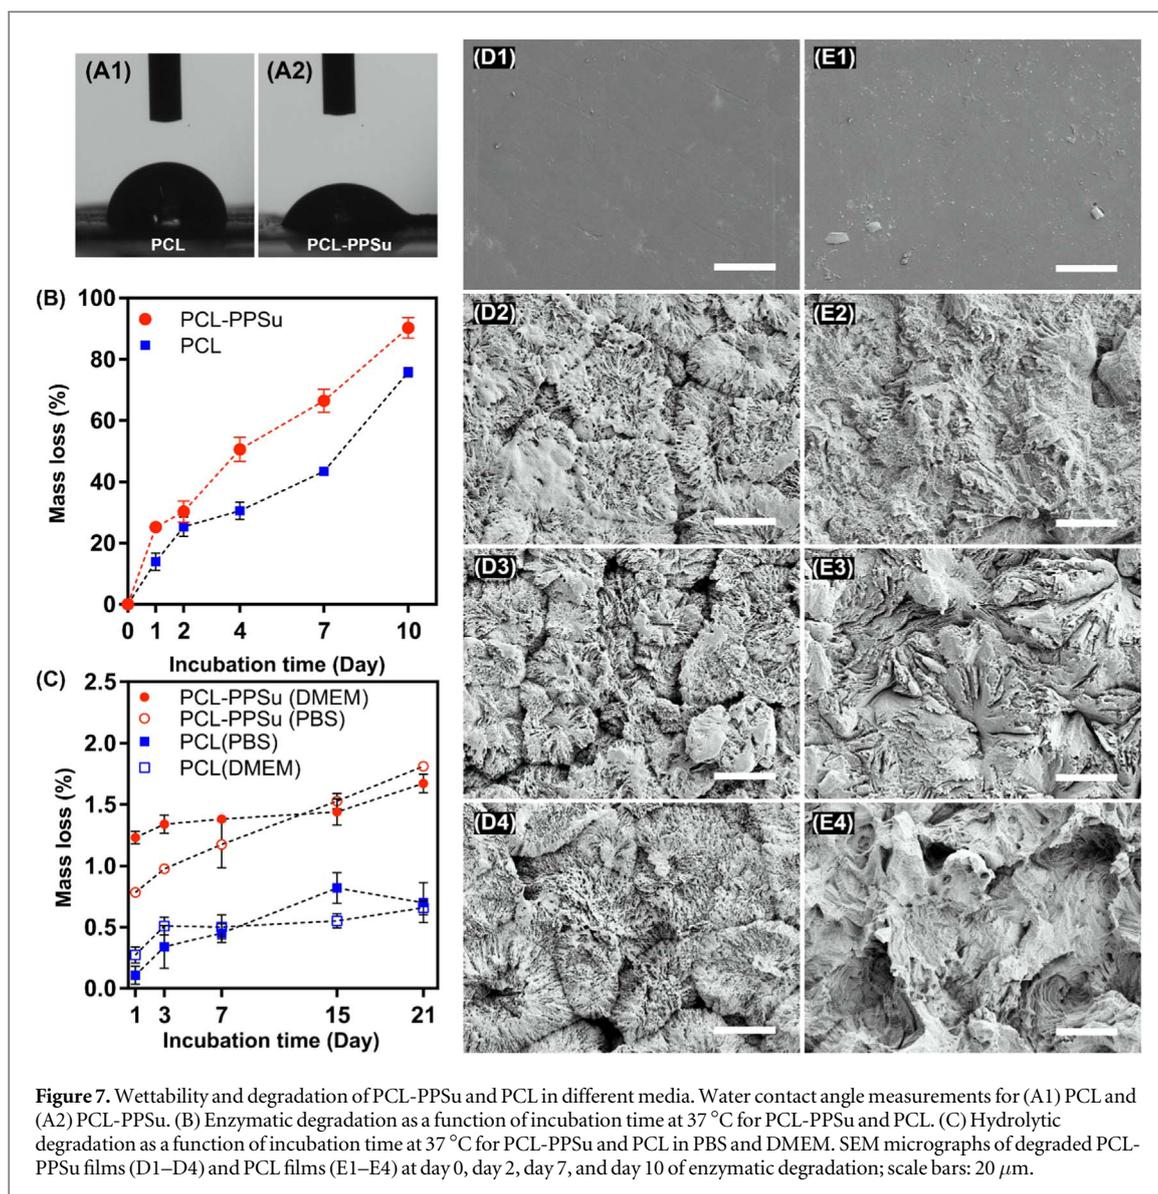 (A1)
(A2)
PCL
PCL-PPSu
(B)
100
80
60
40
20
0
Mass loss (%)
PCL-PPSu
PCL
0 1 2 4 7 10
Incubation time (Day)
(C)
2.5
2.0
1.5
1.0
0.5
0.0
Mass loss (%)
PCL-PPSu (DMEM)
PCL-PPSu (PBS)
PCL(PBS)
PCL(DMEM)
1 3 7 15 21
Incubation time (Day)
(D1)
(E1)
(D2)
(E2)
(D3)
(E3)
(D4)
(E4)
Figure 7. Wettability and degradation of PCL-PPSu and PCL in different media. Water contact angle measurements for (A1) PCL and
(A2) PCL-PPSu. (B) Enzymatic degradation as a function of incubation time at 37 °C for PCL-PPSu and PCL. (C) Hydrolytic
degradation as a function of incubation time at 37 °C for PCL-PPSu and PCL in PBS and DMEM. SEM micrographs of degraded PCL-
PPSu films (D1–D4) and PCL films (E1–E4) at day 0, day 2, day 7, and day 10 of enzymatic degradation; scale bars: 20 μm.